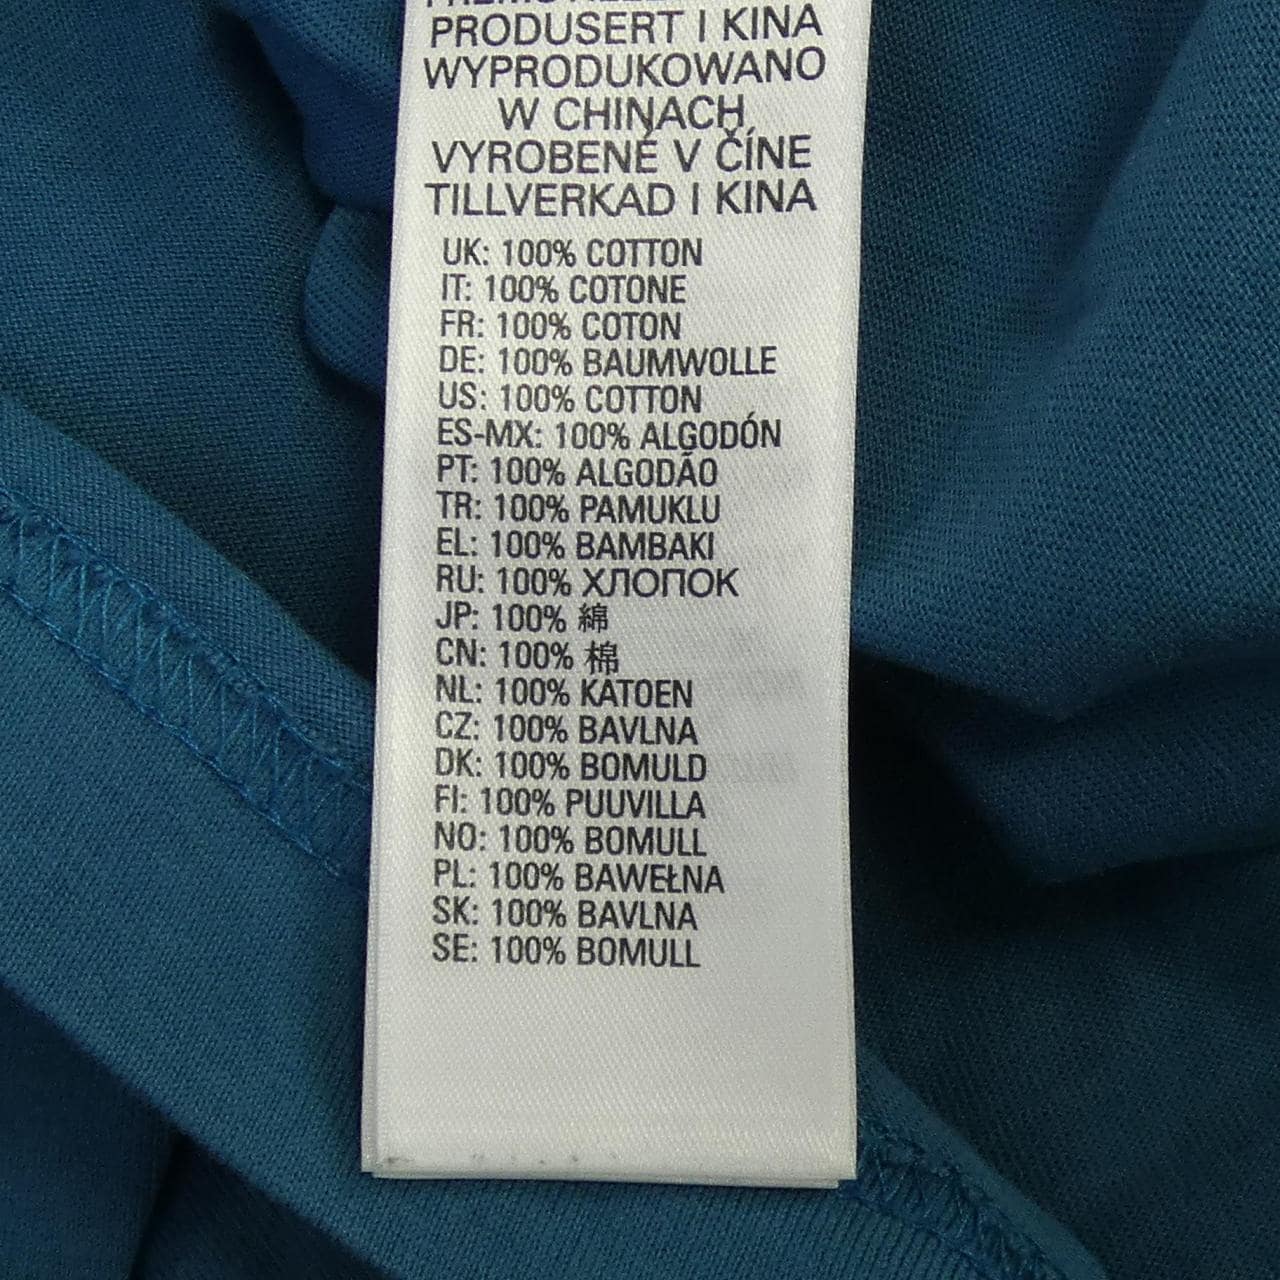 PRODUSERT I KINA
WYPRODUKOWANO
W CHINACH
VYROBENÉ V ČÍNE
TILLVERKAD I KINA
UK: 100% COTTON
IT: 100% COTONE
FR: 100% COTON
DE: 100% BAUMWOLLE
US: 100% COTTON
ES-MX: 100% ALGODÓN
PT: 100% ALGODÃO
TR: 100% PAMUKLU
EL: 100% BAMBAKI
RU: 100% ХЛОПОК
JP: 100% 綿
CN: 100% 棉
NL: 100% KATOEN
CZ: 100% BAVLNA
DK: 100% BOMULD
FI: 100% PUUVILLA
NO: 100% BOMULL
PL: 100% BAWEŁNA
SK: 100% BAVLNA
SE: 100% BOMULL